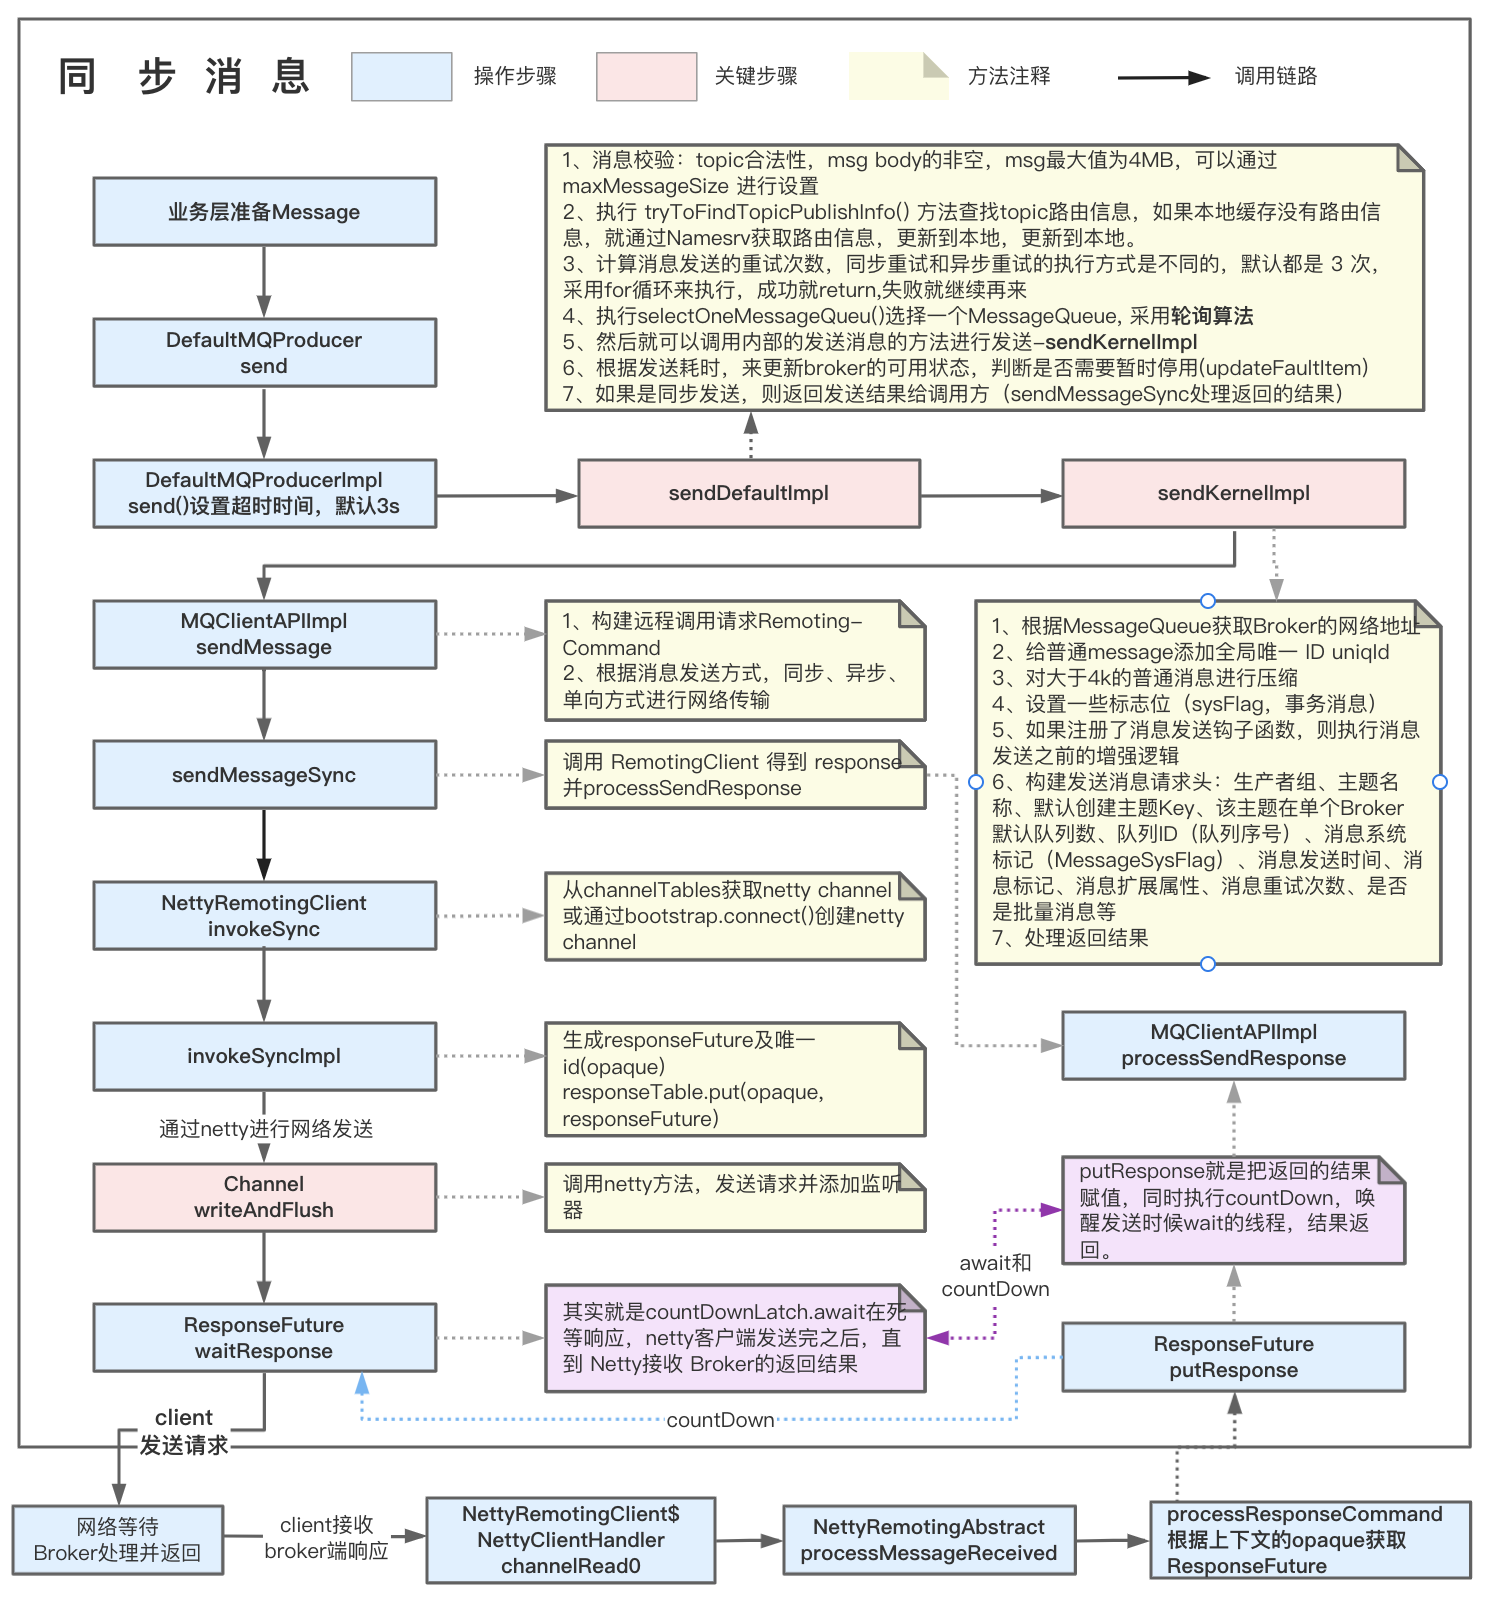 同 步 消 息
操作步骤
关键步骤
方法注释
调用链路
业务层准备Message
DefaultMQProducer
send
DefaultMQProducerImpl
send()设置超时时间，默认3s
1、消息校验：topic合法性，msg body的非空，msg最大值为4MB，可以通过
maxMessageSize 进行设置
2、执行 tryToFindTopicPublishInfo() 方法查找topic路由信息，如果本地缓存没有路由信
息，就通过Namesrv获取路由信息，更新到本地，更新到本地。
3、计算消息发送的重试次数，同步重试和异步重试的执行方式是不同的，默认都是 3 次，
采用for循环来执行，成功就return,失败就继续再来
4、执行selectOneMessageQueu()选择一个MessageQueue, 采用轮询算法
5、然后就可以调用内部的发送消息的方法进行发送-sendKernelImpl
6、根据发送耗时，来更新broker的可用状态，判断是否需要暂时停用(updateFaultItem)
7、如果是同步发送，则返回发送结果给调用方（sendMessageSync处理返回的结果）
sendDefaultImpl
sendKernelImpl
MQClientAPIImpl
sendMessage
1、构建远程调用请求Remoting-
Command
2、根据消息发送方式，同步、异步、
单向方式进行网络传输
1、根据MessageQueue获取Broker的网络地址
2、给普通message添加全局唯一 ID uniqId
3、对大于4k的普通消息进行压缩
4、设置一些标志位（sysFlag，事务消息）
5、如果注册了消息发送钩子函数，则执行消息
发送之前的增强逻辑
6、构建发送消息请求头：生产者组、主题名
称、默认创建主题Key、该主题在单个Broker
默认队列数、队列ID（队列序号）、消息系统
标记（MessageSysFlag）、消息发送时间、消
息标记、消息扩展属性、消息重试次数、是否
是批量消息等
7、处理返回结果
sendMessageSync
调用 RemotingClient 得到 response
并processSendResponse
NettyRemotingClient
invokeSync
从channelTables获取netty channel
或通过bootstrap.connect()创建netty
channel
invokeSyncImpl
生成responseFuture及唯一
id(opaque)
responseTable.put(opaque,
responseFuture)
MQClientAPIImpl
processSendResponse
通过netty进行网络发送
Channel
writeAndFlush
调用netty方法，发送请求并添加监听
器
putResponse就是把返回的结果
赋值，同时执行countDown，唤
醒发送时候wait的线程，结果返
回。
await和
countDown
ResponseFuture
waitResponse
其实就是countDownLatch.await在死
等响应，netty客户端发送完之后，直
到 Netty接收 Broker的返回结果
ResponseFuture
putResponse
countDown
client
发送请求
网络等待
Broker处理并返回
client接收
broker端响应
NettyRemotingClient$
NettyClientHandler
channelRead0
NettyRemotingAbstract
processMessageReceived
processResponseCommand
根据上下文的opaque获取
ResponseFuture